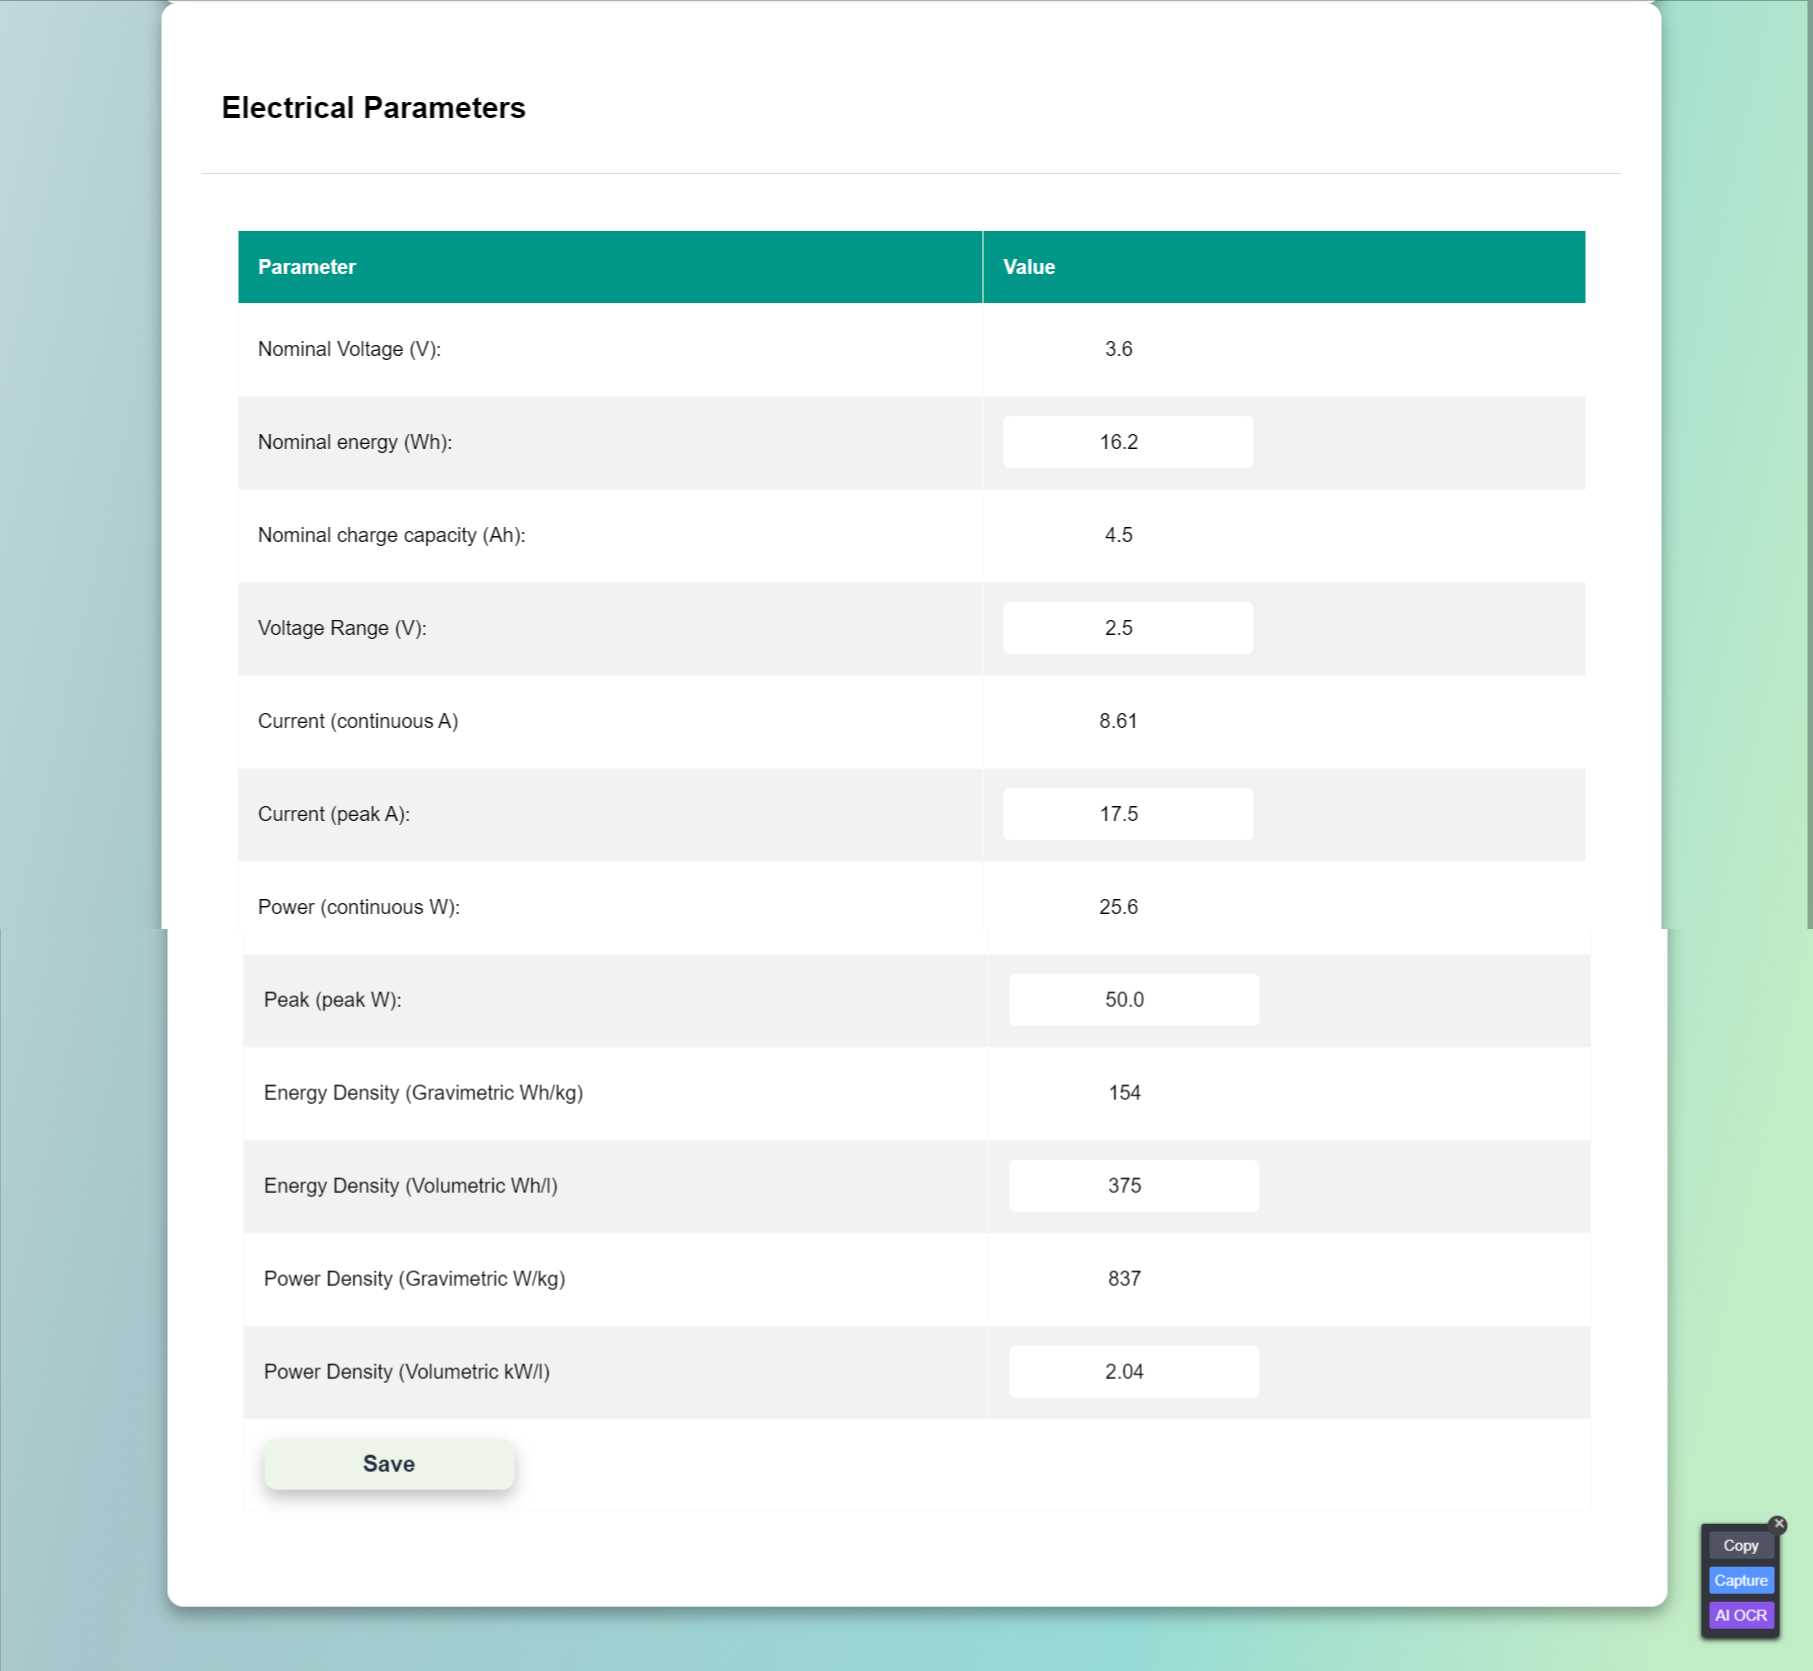 Electrical Parameters
Parameter Value
Nominal Voltage (V): 3.6
Nominal energy (Wh): 16.2
Nominal charge capacity (Ah): 4.5
Voltage Range (V): 2.5
Current (continuous A) 8.61
Current (peak A): 17.5
Power (continuous W): 25.6
Peak (peak W): 50.0
Energy Density (Gravimetric Wh/kg) 154
Energy Density (Volumetric Wh/l) 375
Power Density (Gravimetric W/kg) 837
Power Density (Volumetric kW/l) 2.04
Save
Copy
Capture
AI OCR